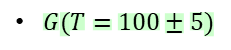 • G(T = 100 ± 5)